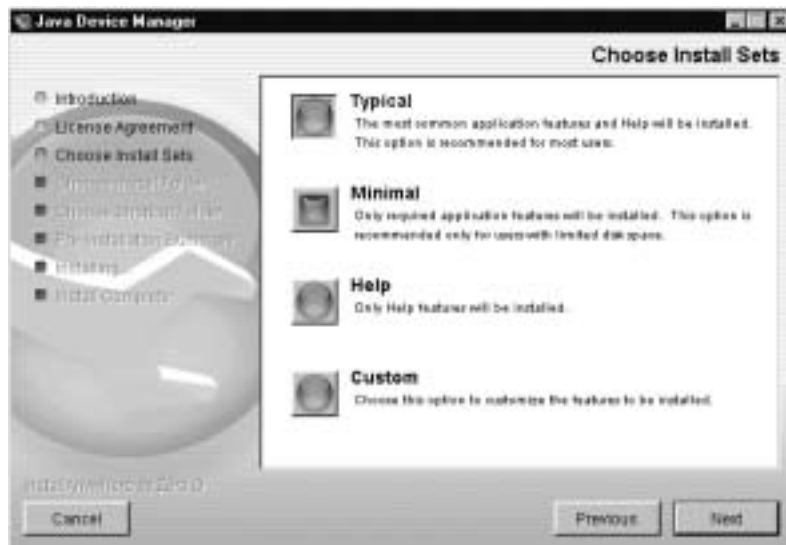 Java Device Manager
Choose Install Sets
Introduction
License Agreement
Choose Install Sets
Pre-Installation Summary
Installing
Install Complete
Typical
The most common application features and Help will be installed.
This option is recommended for most users.
Minimal
Only required application features will be installed. This option is
recommended only for users with limited disk space.
Help
Only Help features will be installed.
Custom
Choose this option to customize the features to be installed.
Cancel
Previous
Next